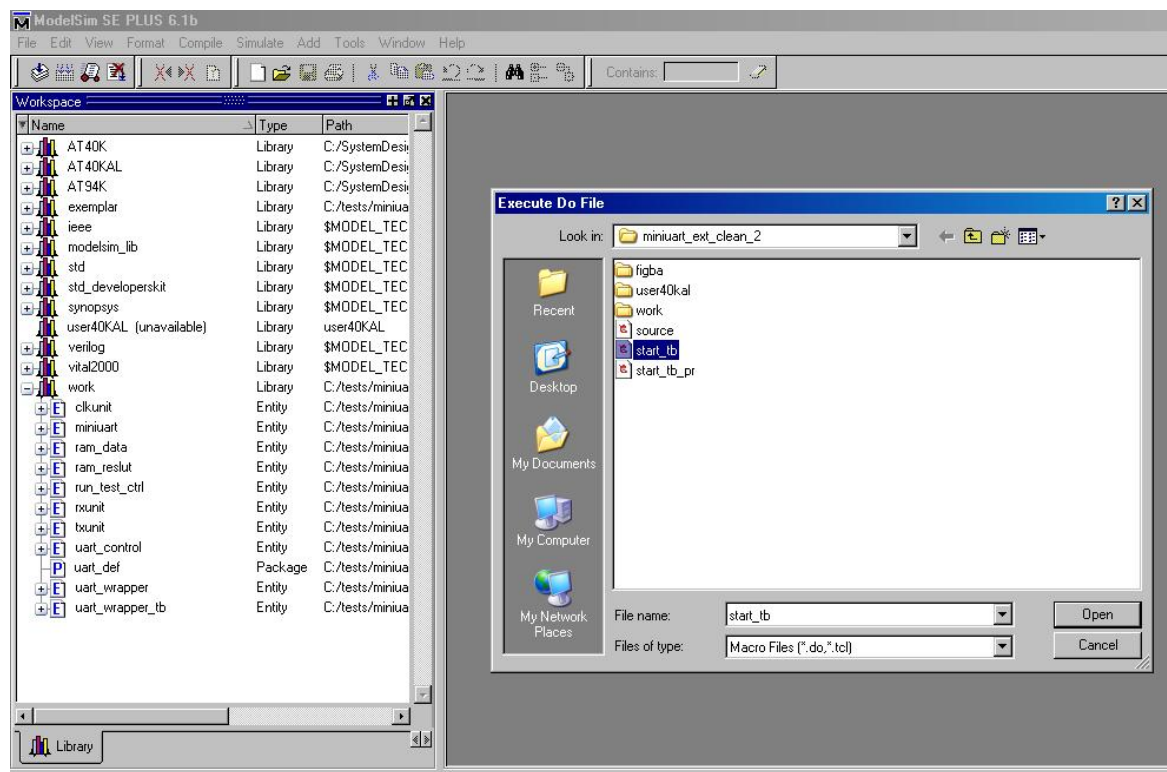 ModelSim SE PLUS 6.1b
File Edit View Format Compile Simulate Add Tools Window Help
Contains:
Workspace
Name Type Path
AT40K Library C:/SystemDesi
AT40KAL Library C:/SystemDesi
AT94K Library C:/SystemDesi
exemplar Library C:/tests/miniua
ieee Library $MODEL_TEC
modelsim_lib Library $MODEL_TEC
std Library $MODEL_TEC
std_developerskit Library $MODEL_TEC
synopsys Library $MODEL_TEC
user40KAL (unavailable) Library user40KAL
verilog Library $MODEL_TEC
vital2000 Library $MODEL_TEC
work Library C:/tests/miniua
E clkunit Entity C:/tests/miniua
E miniuart Entity C:/tests/miniua
E ram_data Entity C:/tests/miniua
E ram_reslut Entity C:/tests/miniua
E run_test_ctrl Entity C:/tests/miniua
E rxunit Entity C:/tests/miniua
E txunit Entity C:/tests/miniua
E uart_control Entity C:/tests/miniua
P uart_def Package C:/tests/miniua
E uart_wrapper Entity C:/tests/miniua
E uart_wrapper_tb Entity C:/tests/miniua
Library
Execute Do File
Look in: miniuart_ext_clean_2
Recent
Desktop
My Documents
My Computer
My Network
Places
figba
user40kal
work
source
start_tb
start_tb_pr
File name: start_tb Open
Files of type: Macro Files (*.do,*.tcl) Cancel